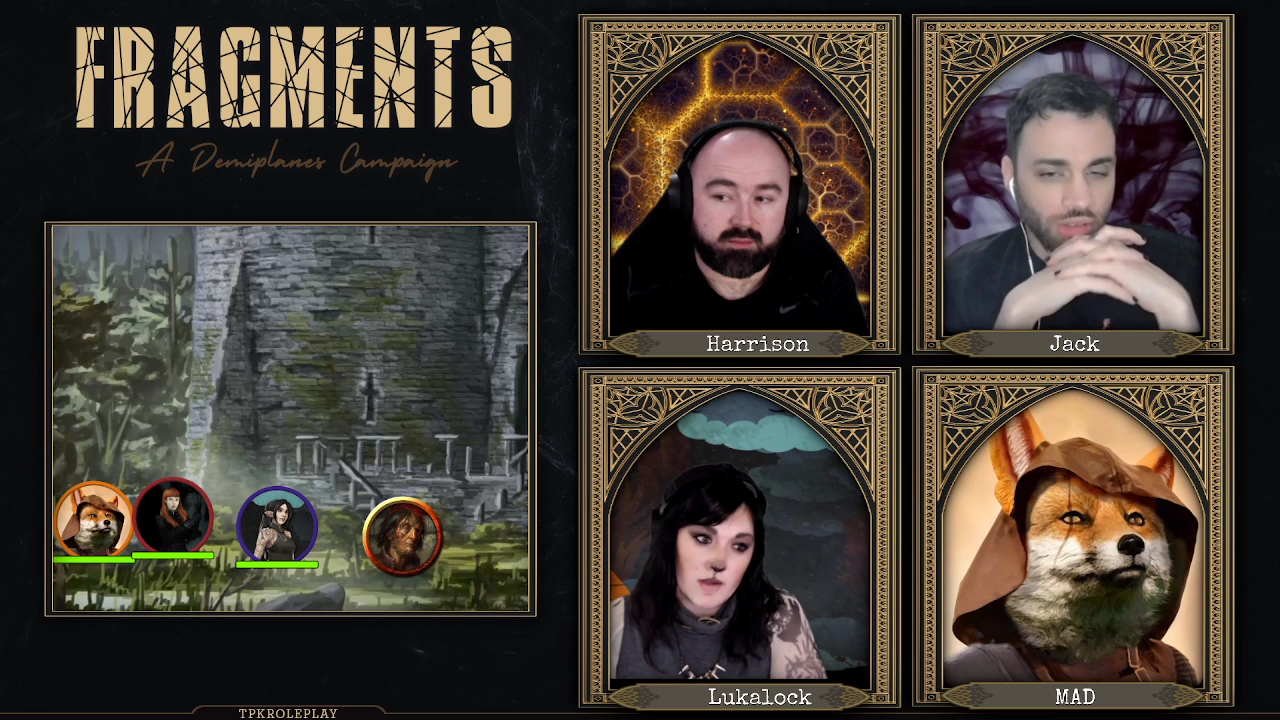 FRAGMENTS
A Demiplanes Campaign
Harrison
Jack
Lukalock
MAD
TPKROLEPLAY